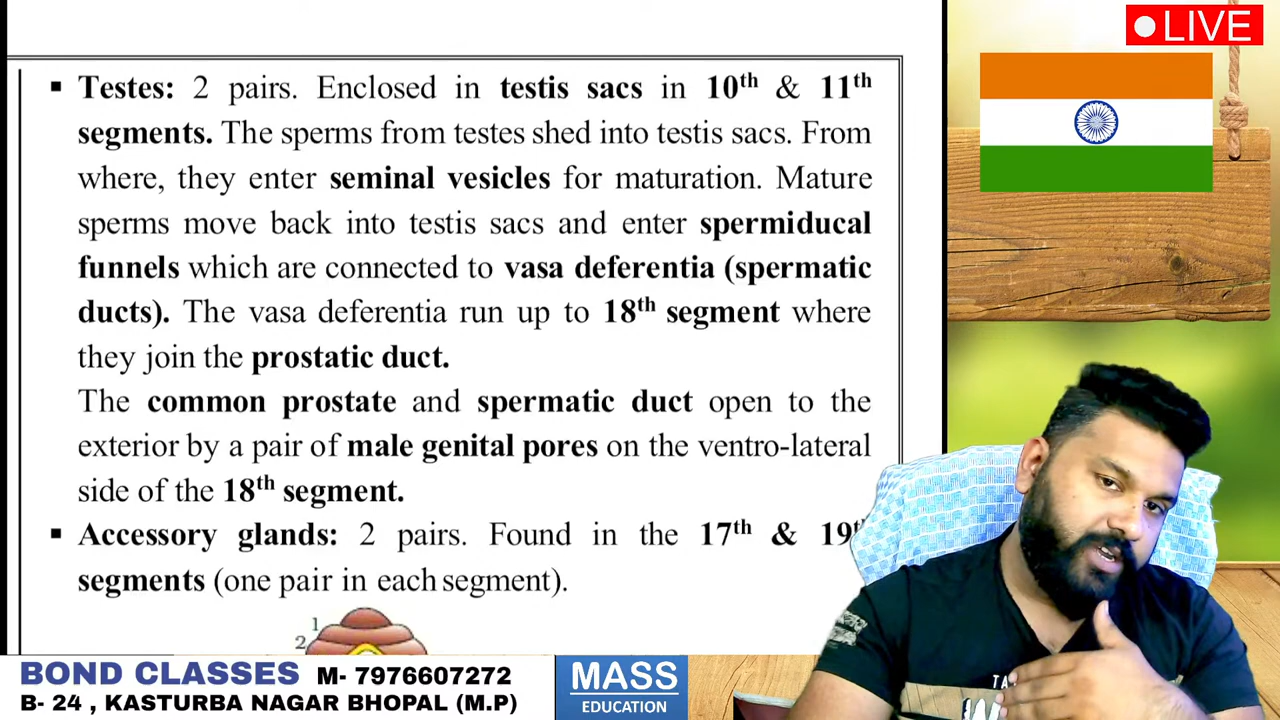 LIVE
▪ Testes: 2 pairs. Enclosed in testis sacs in 10th & 11th
segments. The sperms from testes shed into testis sacs. From
where, they enter seminal vesicles for maturation. Mature
sperms move back into testis sacs and enter spermiducal
funnels which are connected to vasa deferentia (spermatic
ducts). The vasa deferentia run up to 18th segment where
they join the prostatic duct.
The common prostate and spermatic duct open to the
exterior by a pair of male genital pores on the ventro-lateral
side of the 18th segment.
▪ Accessory glands: 2 pairs. Found in the 17th & 19th
segments (one pair in each segment).
1
2
BOND CLASSES M- 7976607272
B- 24 , KASTURBA NAGAR BHOPAL (M.P)
MASS
EDUCATION